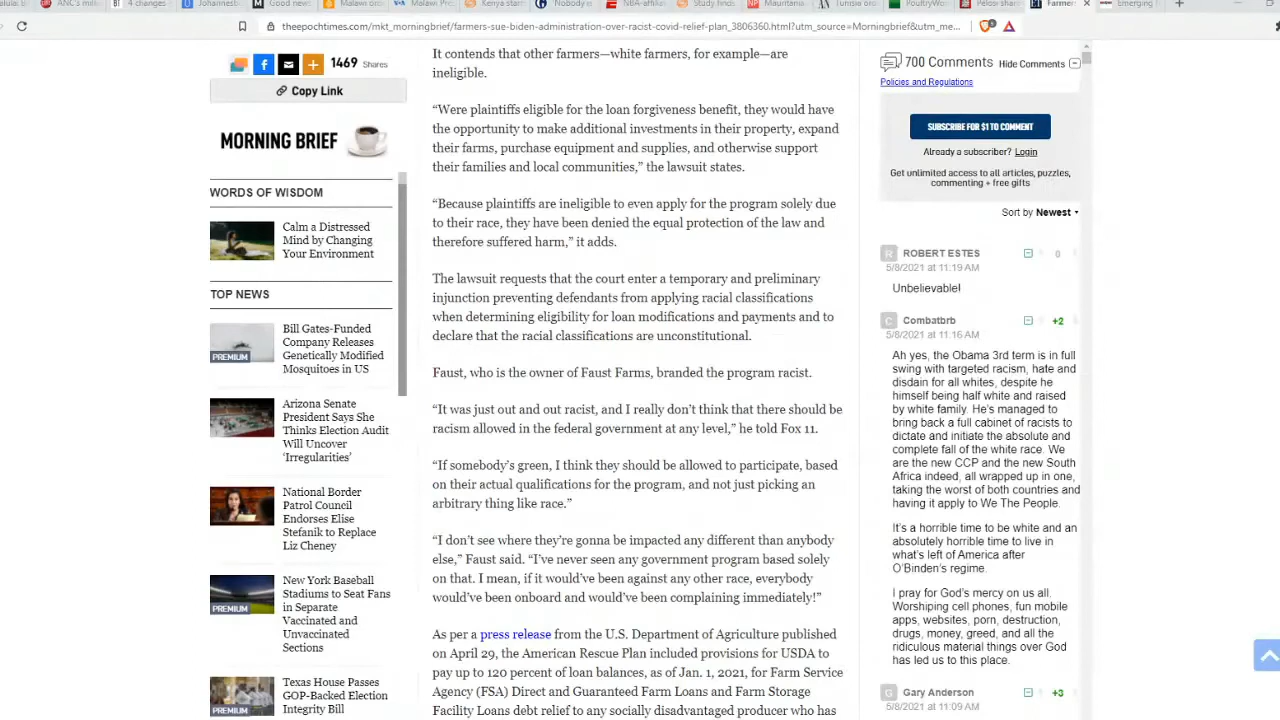 ANC's mill
4 changes
Johannesb
Good news
Malawi Pres
Kenya starts
Nobody is
NBA-affilia
Study finds
Mauritania
Tunisia
PoultryWor
Pelosi
Farmers
Emerging
theepochtimes.com/mkt_morningbrief/farmers-sue-biden-administration-over-racist-covid-relief-plan_3806360.html?utm_source=Morningbrief&utm_me...
1469 Shares
Copy Link
MORNING BRIEF
WORDS OF WISDOM
Calm a Distressed
Mind by Changing
Your Environment
TOP NEWS
Bill Gates-Funded
Company Releases
Genetically Modified
Mosquitoes in US
PREMIUM
Arizona Senate
President Says She
Thinks Election Audit
Will Uncover
‘Irregularities’
National Border
Patrol Council
Endorses Elise
Stefanik to Replace
Liz Cheney
New York Baseball
Stadiums to Seat Fans
in Separate
Vaccinated and
Unvaccinated
Sections
PREMIUM
Texas House Passes
GOP-Backed Election
Integrity Bill
PREMIUM
It contends that other farmers—white farmers, for example—are
ineligible.
“Were plaintiffs eligible for the loan forgiveness benefit, they would have
the opportunity to make additional investments in their property, expand
their farms, purchase equipment and supplies, and otherwise support
their families and local communities,” the lawsuit states.
“Because plaintiffs are ineligible to even apply for the program solely due
to their race, they have been denied the equal protection of the law and
therefore suffered harm,” it adds.
The lawsuit requests that the court enter a temporary and preliminary
injunction preventing defendants from applying racial classifications
when determining eligibility for loan modifications and payments and to
declare that the racial classifications are unconstitutional.
Faust, who is the owner of Faust Farms, branded the program racist.
“It was just out and out racist, and I really don’t think that there should be
racism allowed in the federal government at any level,” he told Fox 11.
“If somebody’s green, I think they should be allowed to participate, based
on their actual qualifications for the program, and not just picking an
arbitrary thing like race.”
“I don’t see where they’re gonna be impacted any different than anybody
else,” Faust said. “I’ve never seen any government program based solely
on that. I mean, if it would’ve been against any other race, everybody
would’ve been onboard and would’ve been complaining immediately!”
As per a press release from the U.S. Department of Agriculture published
on April 29, the American Rescue Plan included provisions for USDA to
pay up to 120 percent of loan balances, as of Jan. 1, 2021, for Farm Service
Agency (FSA) Direct and Guaranteed Farm Loans and Farm Storage
Facility Loans debt relief to any socially disadvantaged producer who has
700 Comments Hide Comments
Policies and Regulations
SUBSCRIBE FOR $1 TO COMMENT
Already a subscriber? Login
Get unlimited access to all articles, puzzles,
commenting + free gifts
Sort by Newest
R ROBERT ESTES 0
5/8/2021 at 11:19 AM
Unbelievable!
C Combatbrb +2
5/8/2021 at 11:16 AM
Ah yes, the Obama 3rd term is in full
swing with targeted racism, hate and
disdain for all whites, despite he
himself being half white and raised
by white family. He's managed to
bring back a full cabinet of racists to
dictate and initiate the absolute and
complete fall of the white race. We
are the new CCP and the new South
Africa indeed, all wrapped up in one,
taking the worst of both countries and
having it apply to We The People.
It's a horrible time to be white and an
absolutely horrible time to live in
what's left of America after
O'Binden's regime.
I pray for God's mercy on us all.
Worshiping cell phones, fun mobile
apps, websites, porn, destruction,
drugs, money, greed, and all the
ridiculous material things over God
has led us to this place.
G Gary Anderson +3
5/8/2021 at 11:09 AM